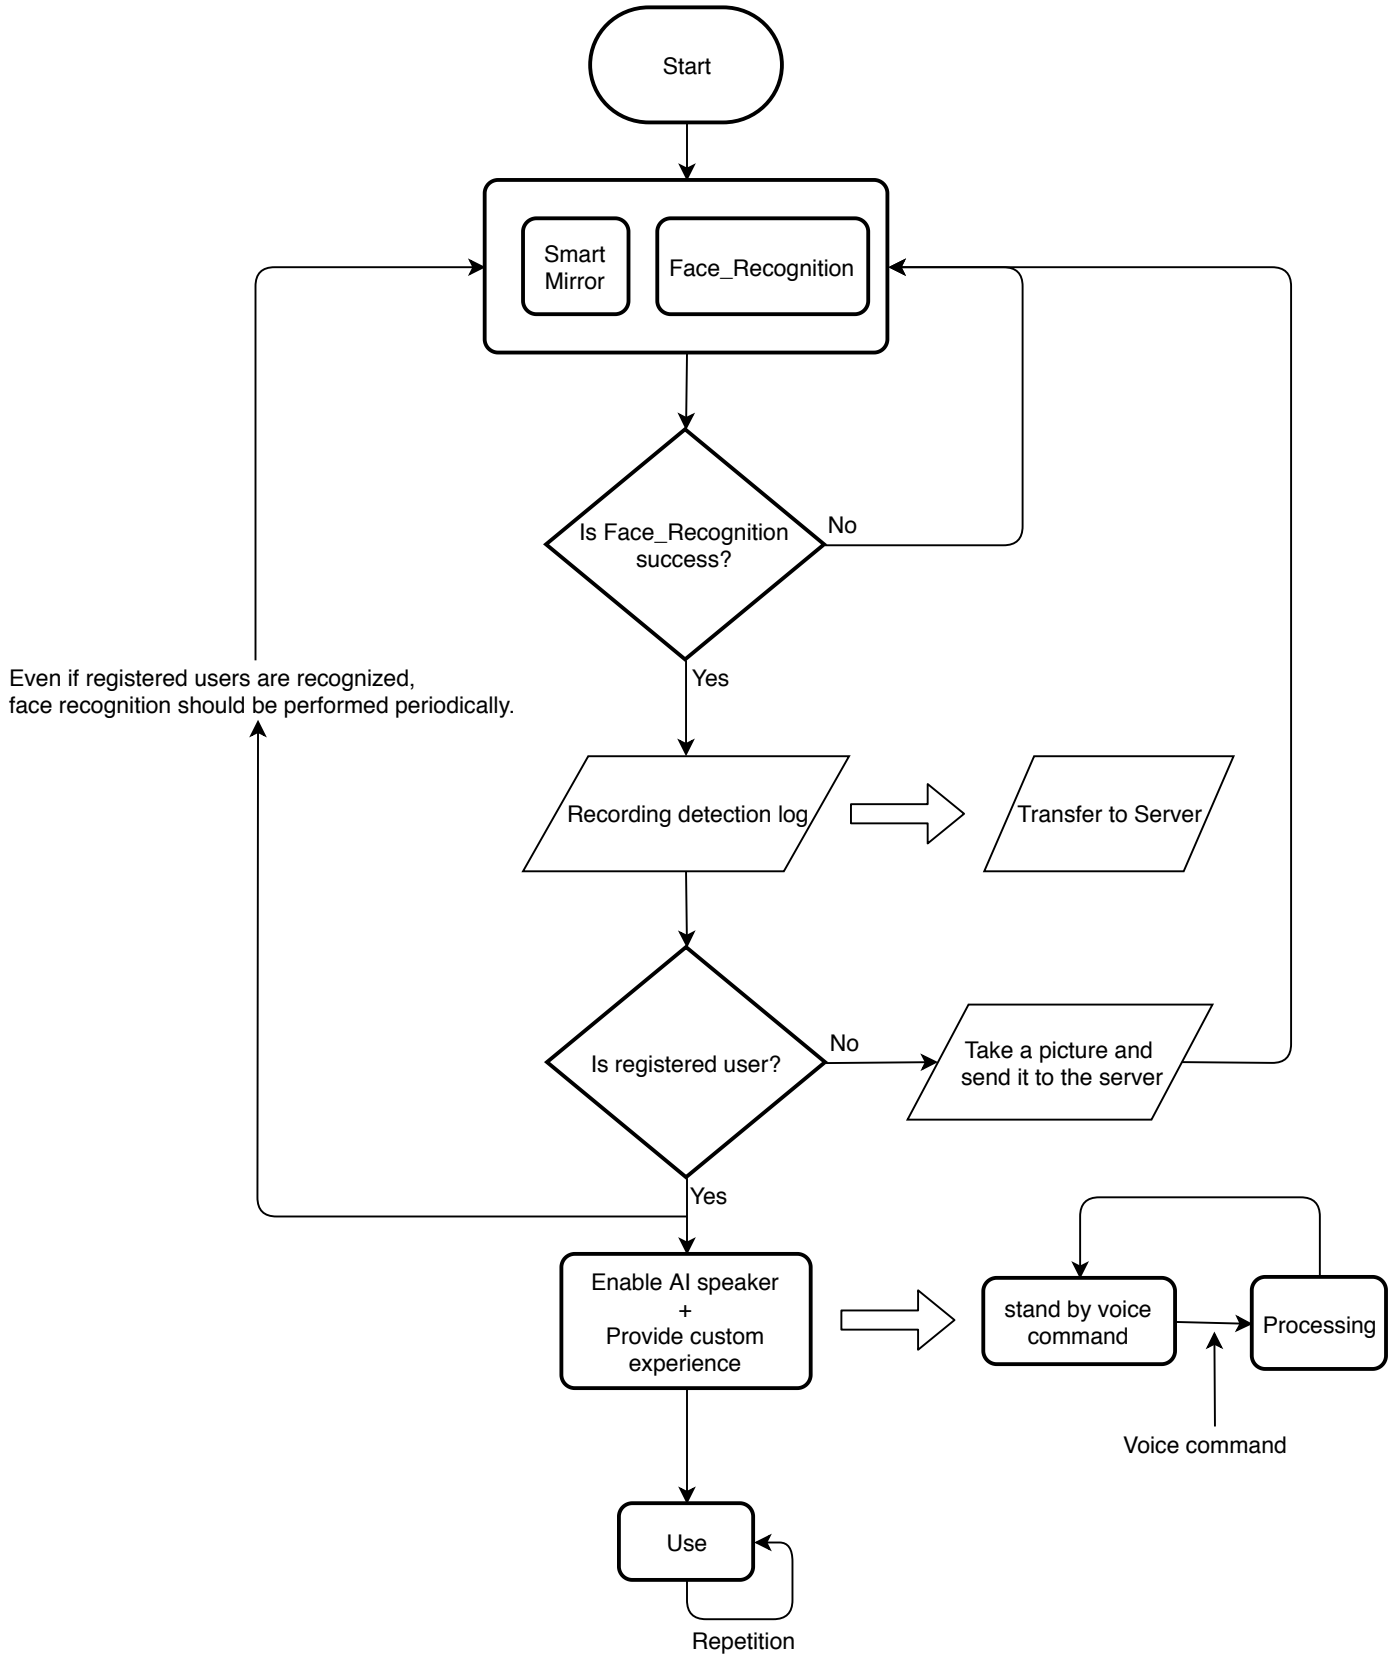 Start
Smart
Mirror
Face_Recognition
Is Face_Recognition
success?
No
Yes
Even if registered users are recognized,
face recognition should be performed periodically.
Recording detection log
Transfer to Server
Is registered user?
No
Take a picture and
send it to the server
Yes
Enable AI speaker
+
Provide custom
experience
stand by voice
command
Processing
Voice command
Use
Repetition